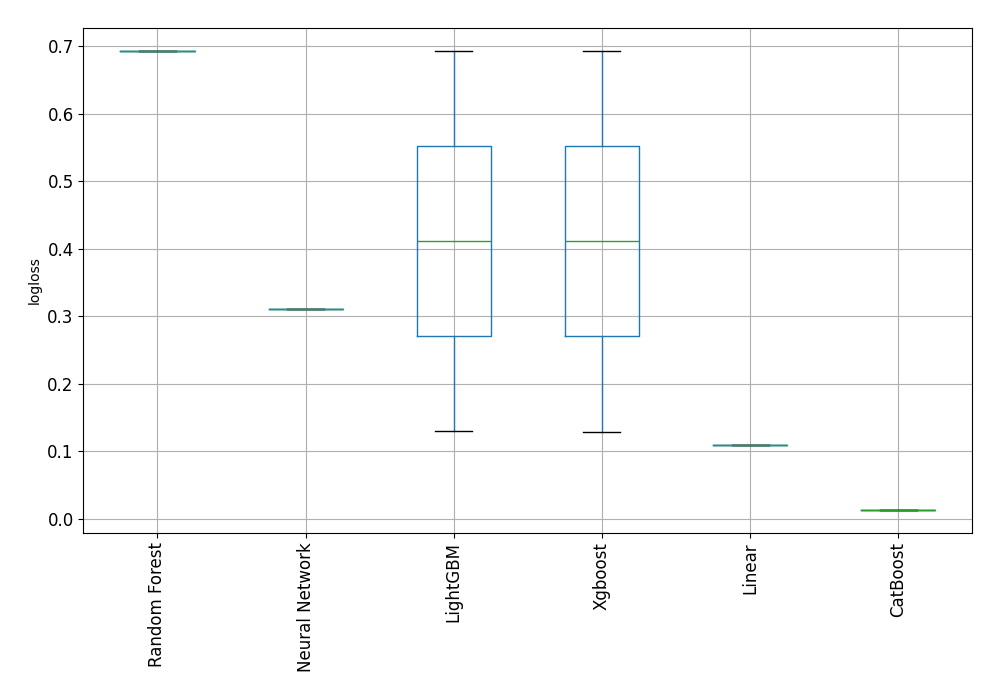 0.7
0.6
0.5
0.4
0.3
0.2
0.1
0.0
logloss
Random Forest
Neural Network
LightGBM
Xgboost
Linear
CatBoost